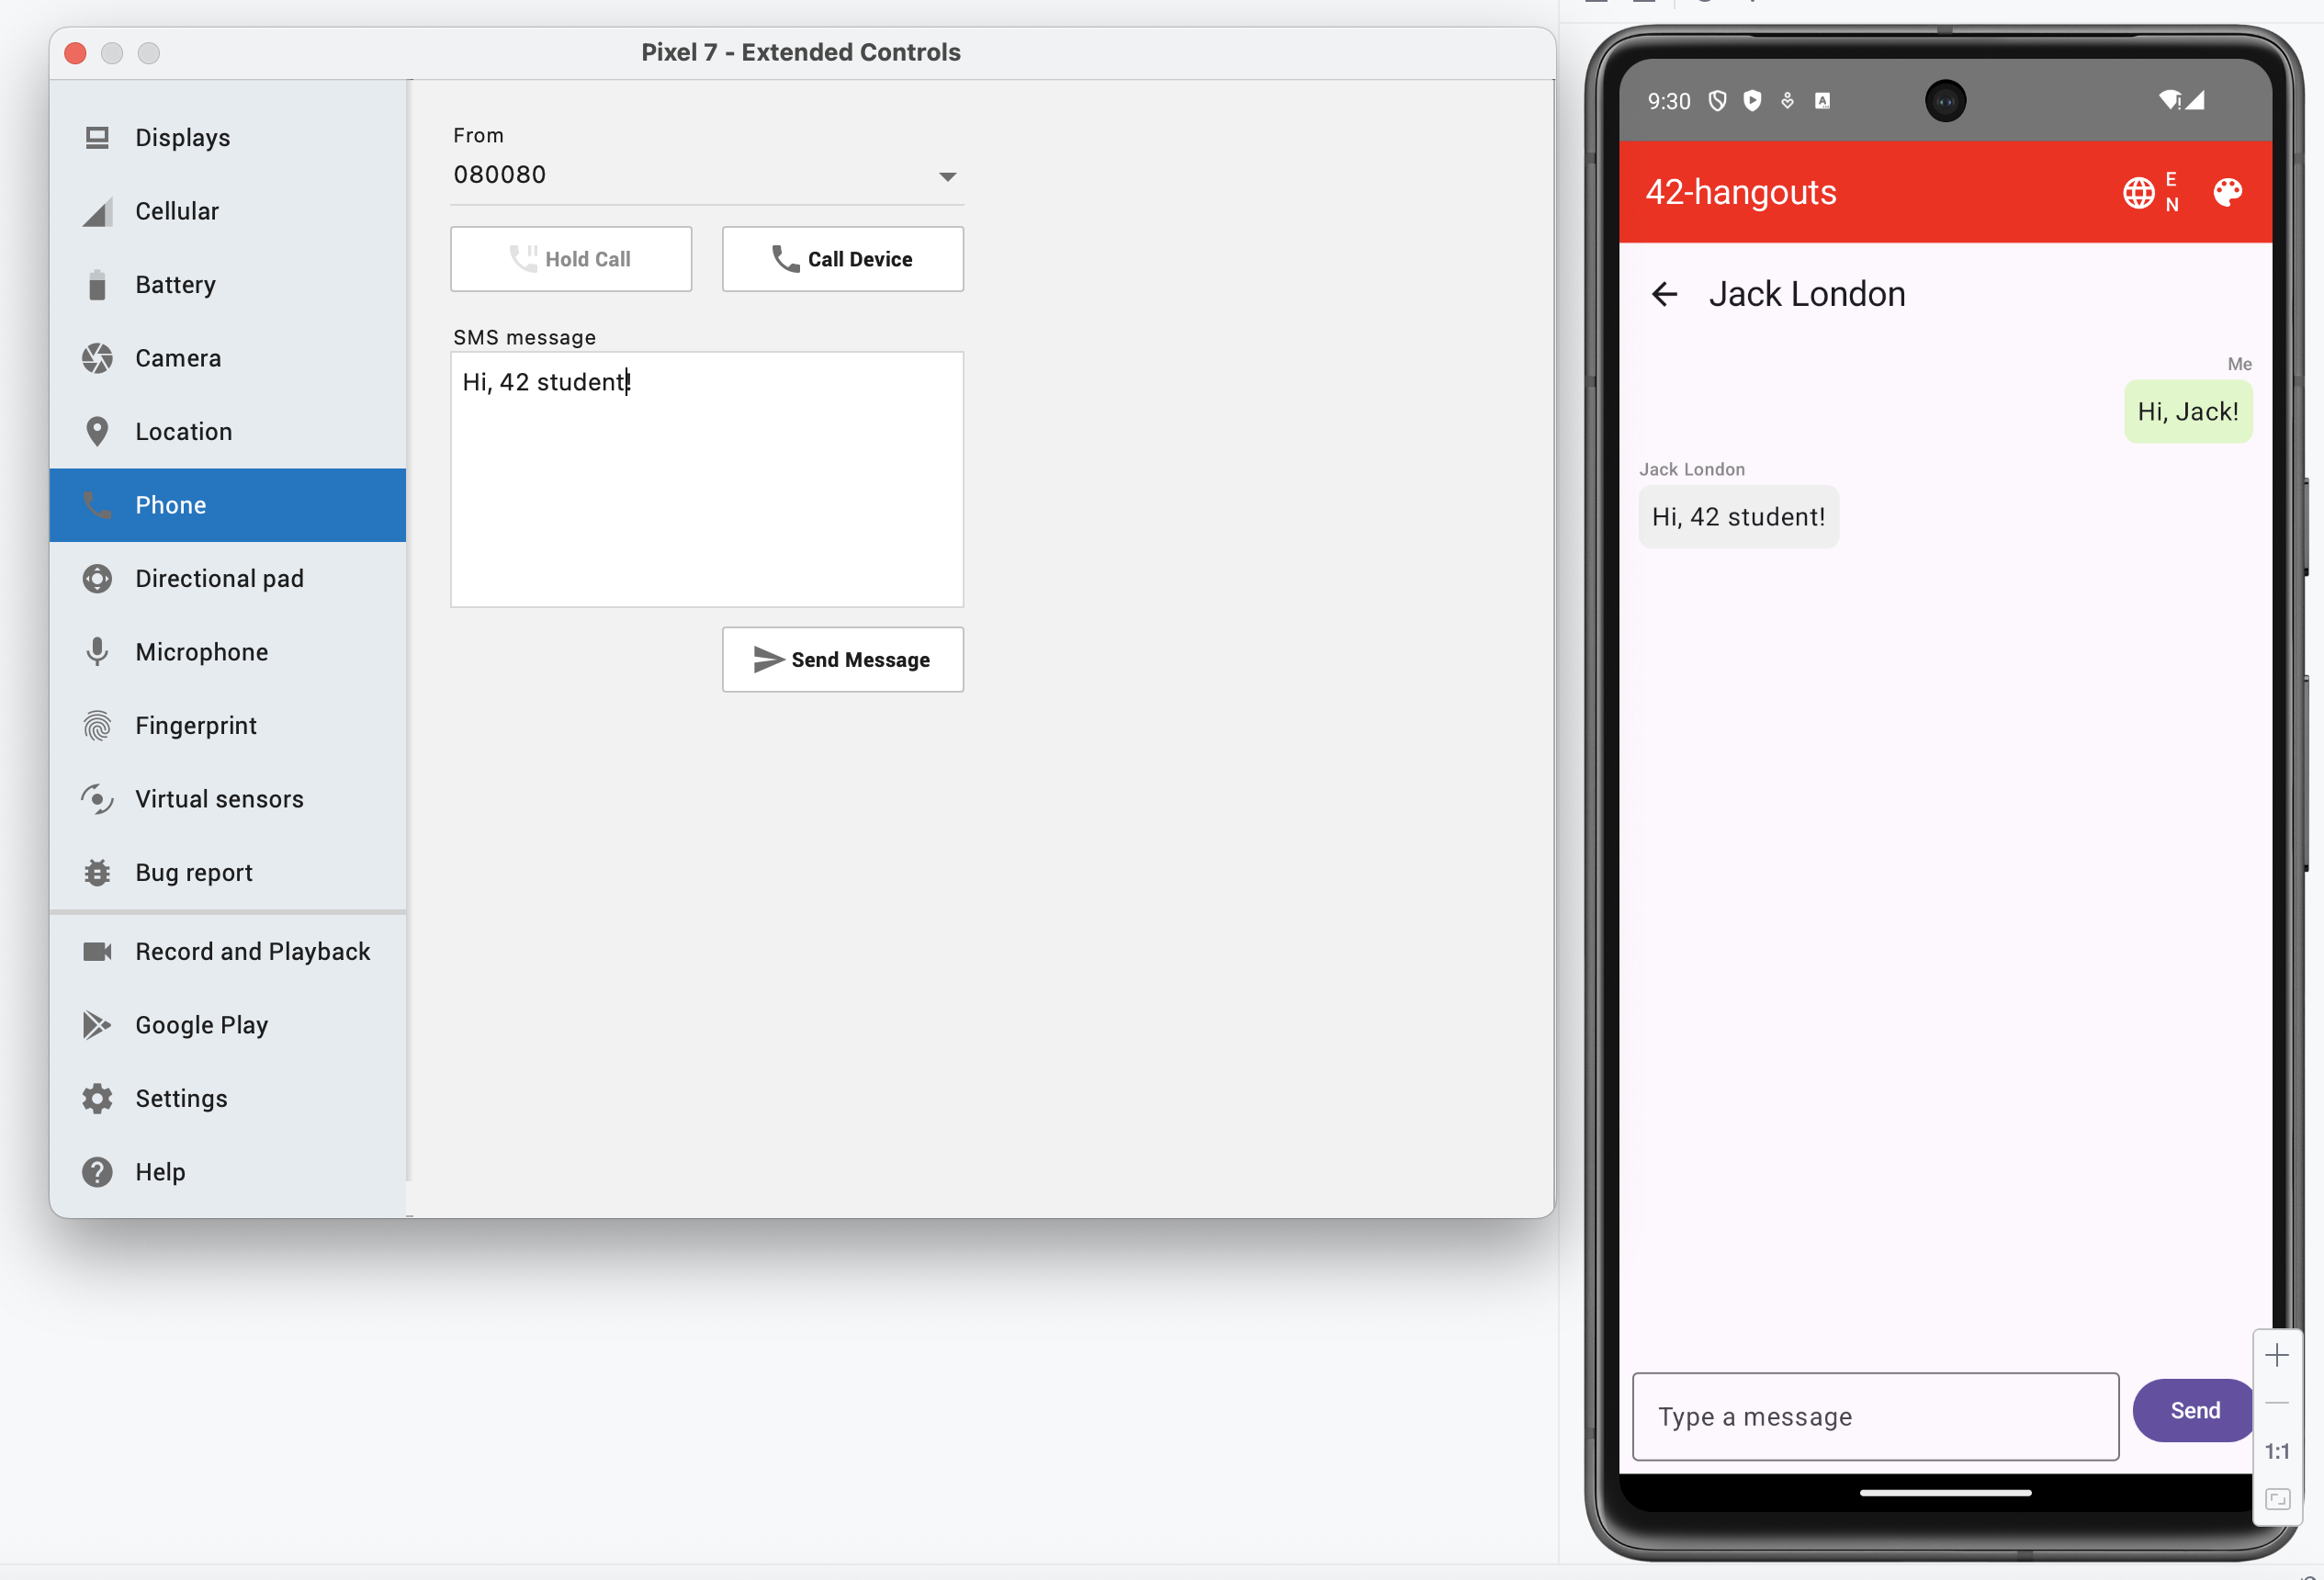 Pixel 7 - Extended Controls
Displays
Cellular
Battery
Camera
Location
Phone
Directional pad
Microphone
Fingerprint
Virtual sensors
Bug report
Record and Playback
Google Play
Settings
Help
From
080080
Hold Call
Call Device
SMS message
Hi, 42 student!
Send Message
9:30
A
42-hangouts
E
N
Jack London
Me
Hi, Jack!
Jack London
Hi, 42 student!
Type a message
Send
1:1